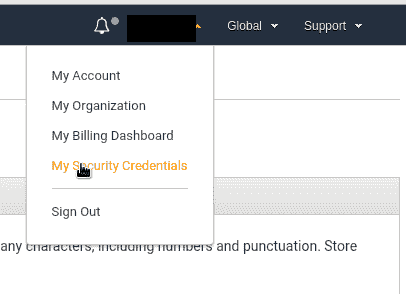 Global Support
My Account
My Organization
My Billing Dashboard
My Security Credentials
Sign Out
any characters, including numbers and punctuation. Store